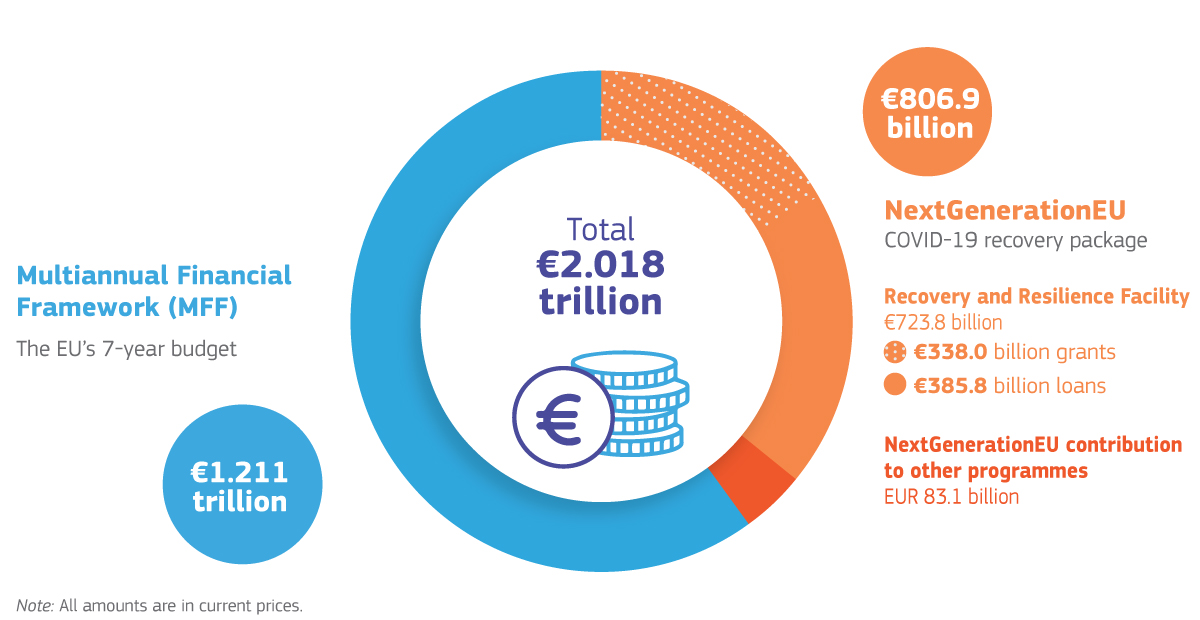 Multiannual Financial
Framework (MFF)
The EU's 7-year budget
€1.211
trillion
Total
€2.018
trillion
€
€806.9
billion
NextGenerationEU
COVID-19 recovery package
Recovery and Resilience Facility
€723.8 billion
€338.0 billion grants
€385.8 billion loans
NextGenerationEU contribution
to other programmes
EUR 83.1 billion
Note: All amounts are in current prices.